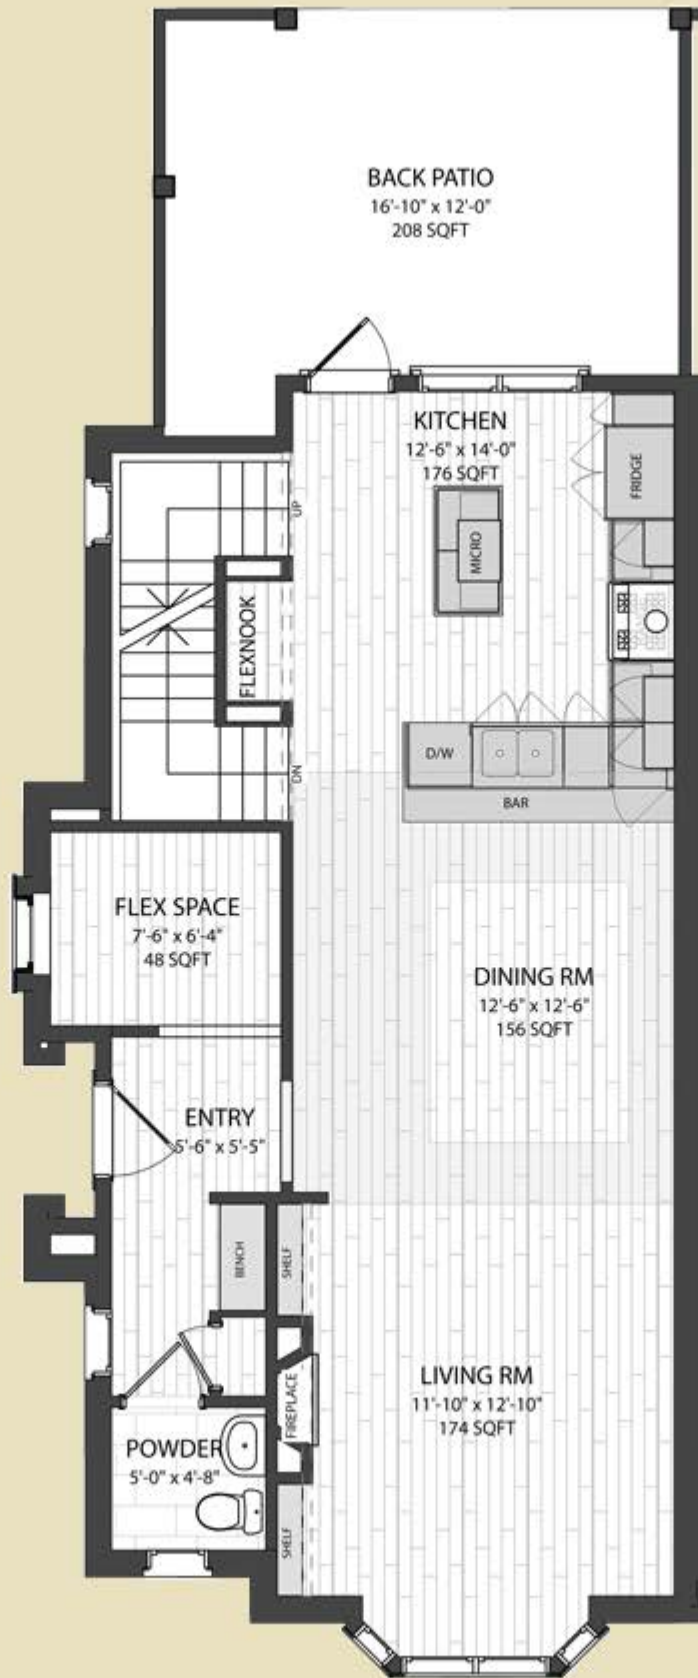 BACK PATIO
16'-10" x 12'-0"
208 SQFT
KITCHEN
12'-6" x 14'-0"
176 SQFT
FRIDGE
UP
MICRO
FLEXNOOK
D/W
DN
BAR
FLEX SPACE
7'-6" x 6'-4"
48 SQFT
DINING RM
12'-6" x 12'-6"
156 SQFT
ENTRY
5'-6" x 5'-5"
BENCH
SHELF
LIVING RM
11'-10" x 12'-10"
174 SQFT
FIREPLACE
POWDER
5'-0" x 4'-8"
SHELF